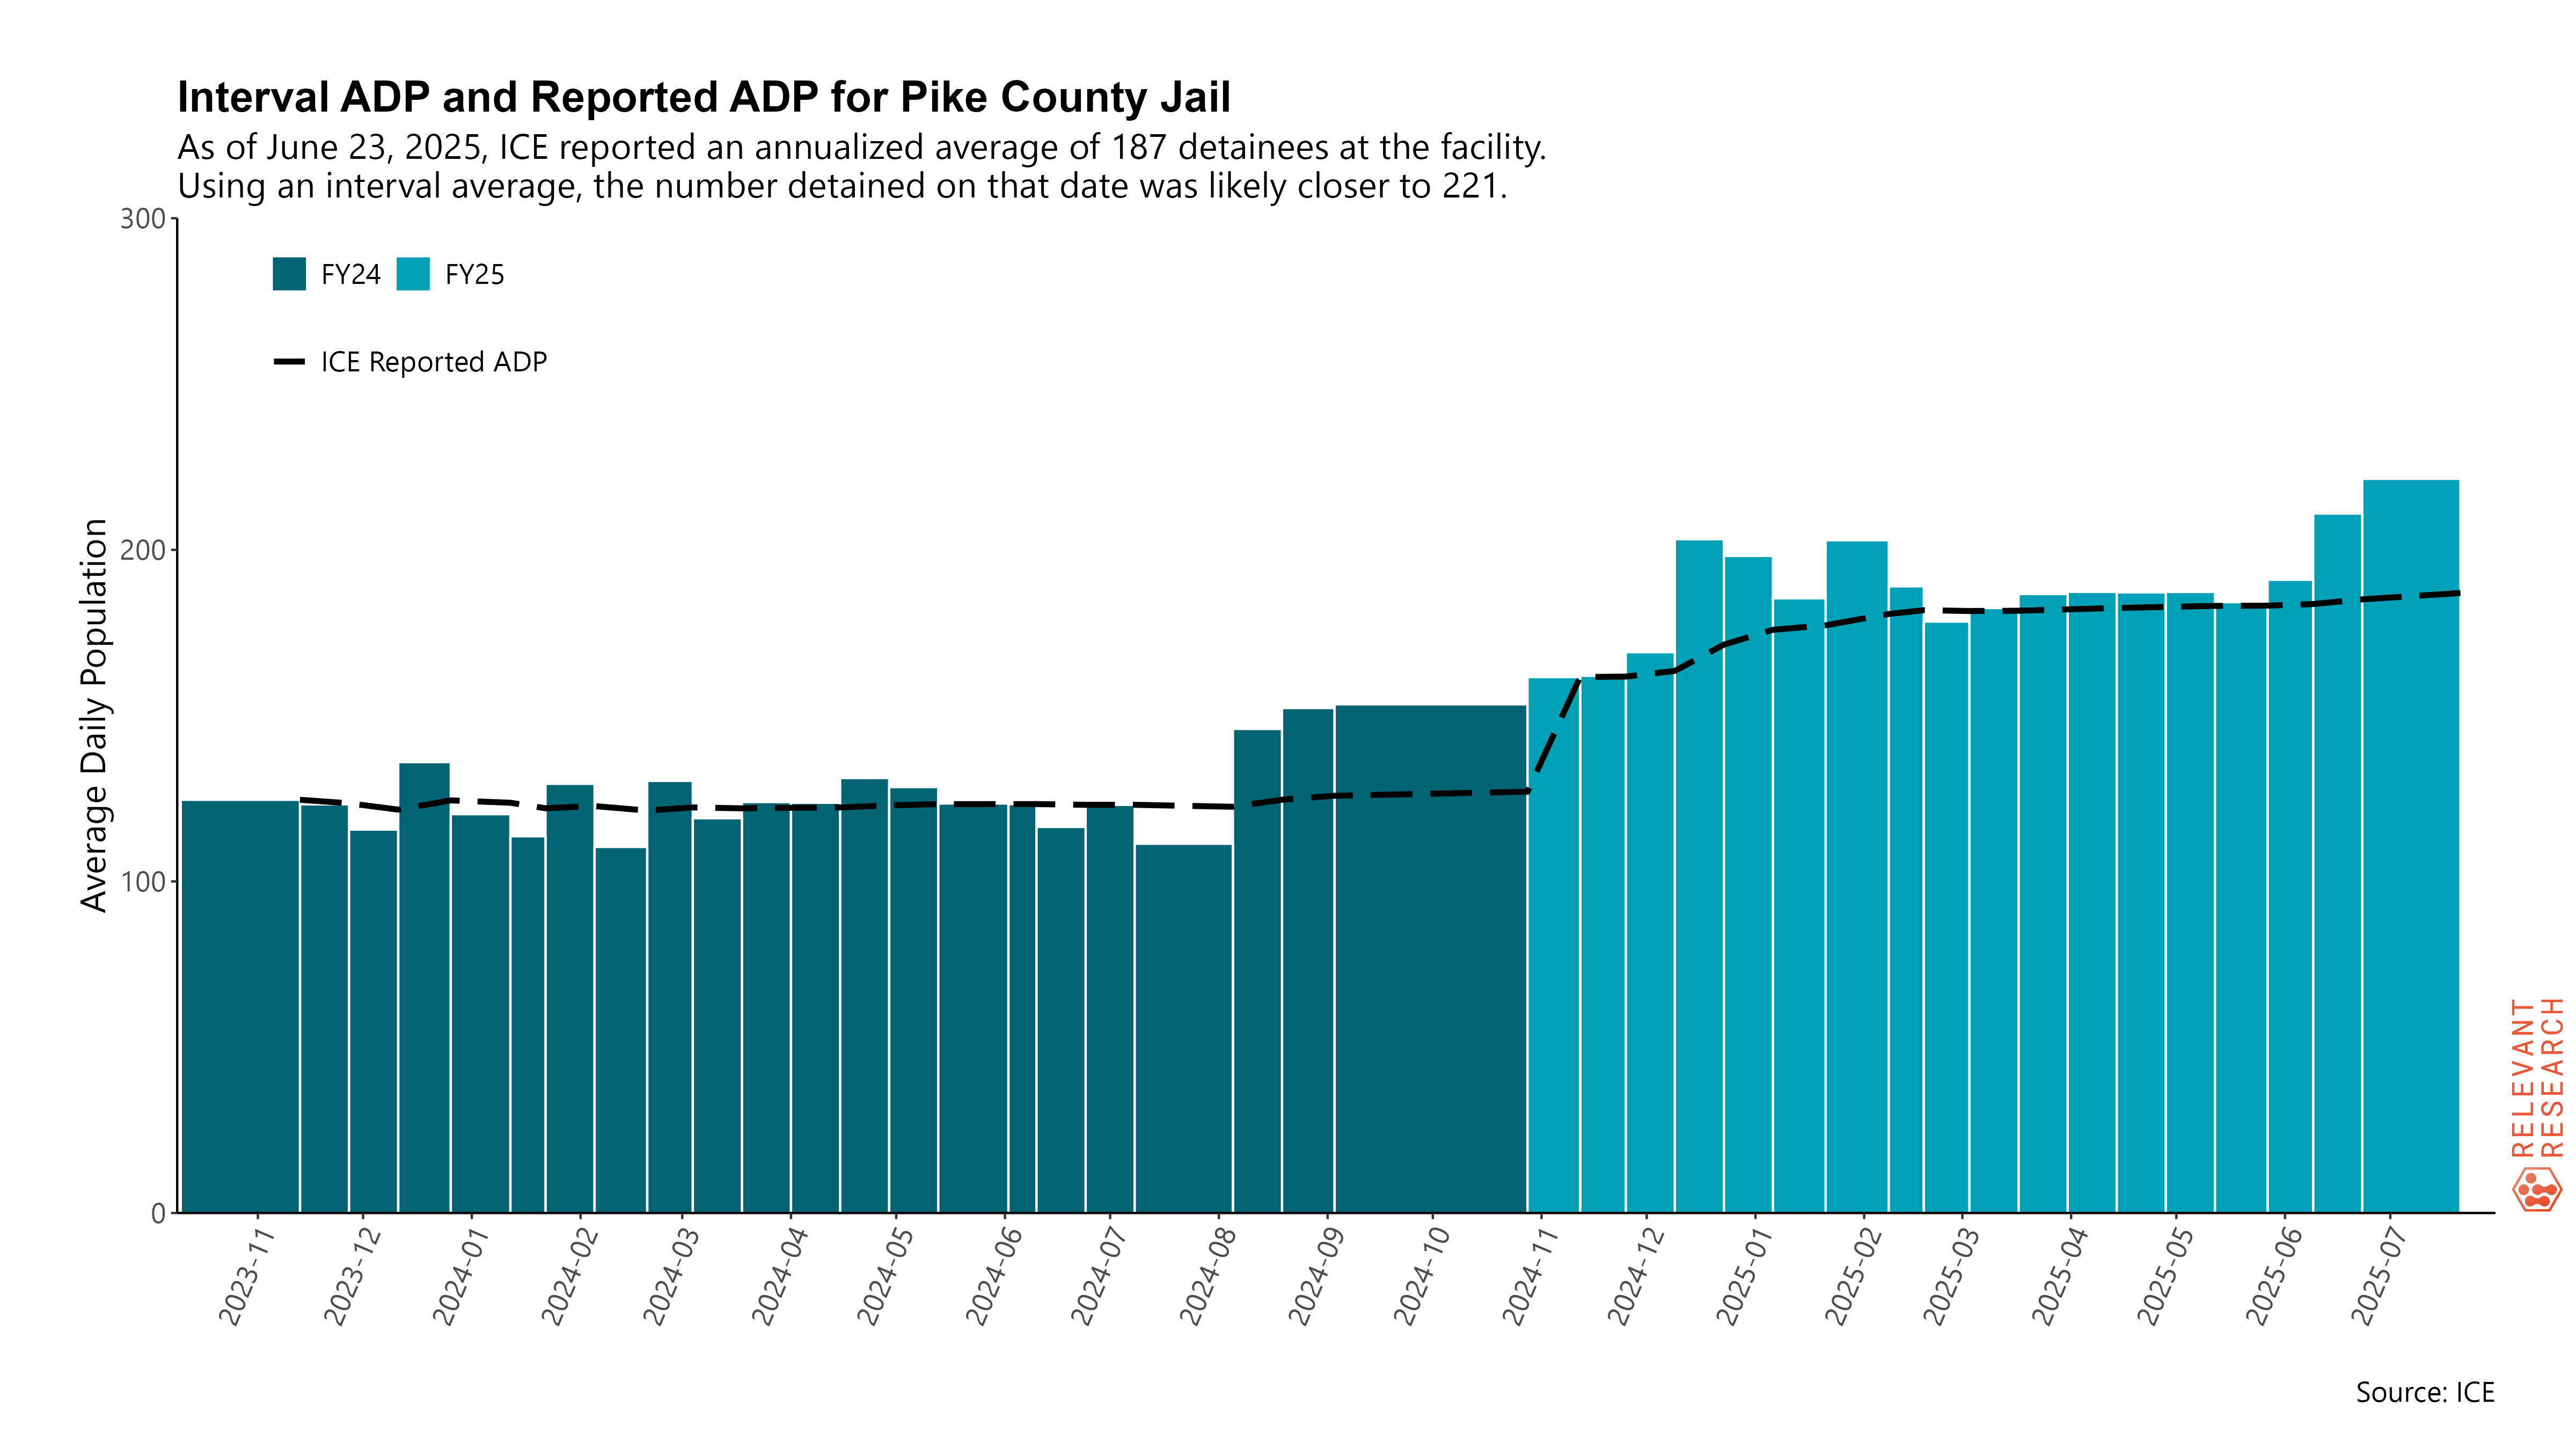 Interval ADP and Reported ADP for Pike County Jail
As of June 23, 2025, ICE reported an annualized average of 187 detainees at the facility.
Using an interval average, the number detained on that date was likely closer to 221.
300
FY24 FY25
ICE Reported ADP
Average Daily Population
200
100
0
2023-11
2023-12
2024-01
2024-02
2024-03
2024-04
2024-05
2024-06
2024-07
2024-08
2024-09
2024-10
2024-11
2024-12
2025-01
2025-02
2025-03
2025-04
2025-05
2025-06
2025-07
RELEVANT
RESEARCH
Source: ICE